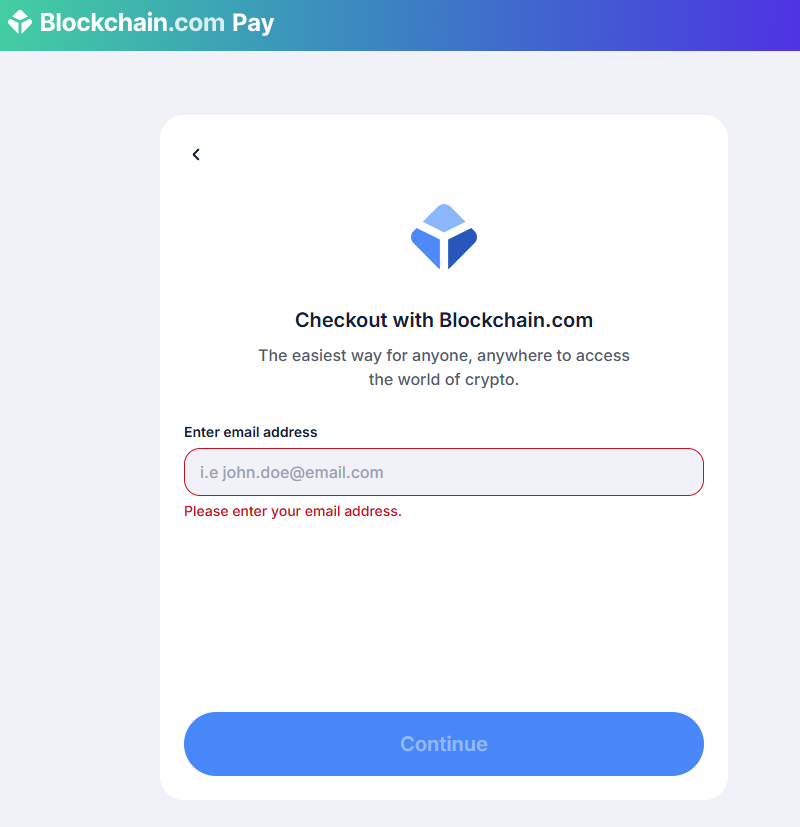 Blockchain.com Pay
Checkout with Blockchain.com
The easiest way for anyone, anywhere to access
the world of crypto.
Enter email address
i.e john.doe@email.com
Please enter your email address.
Continue